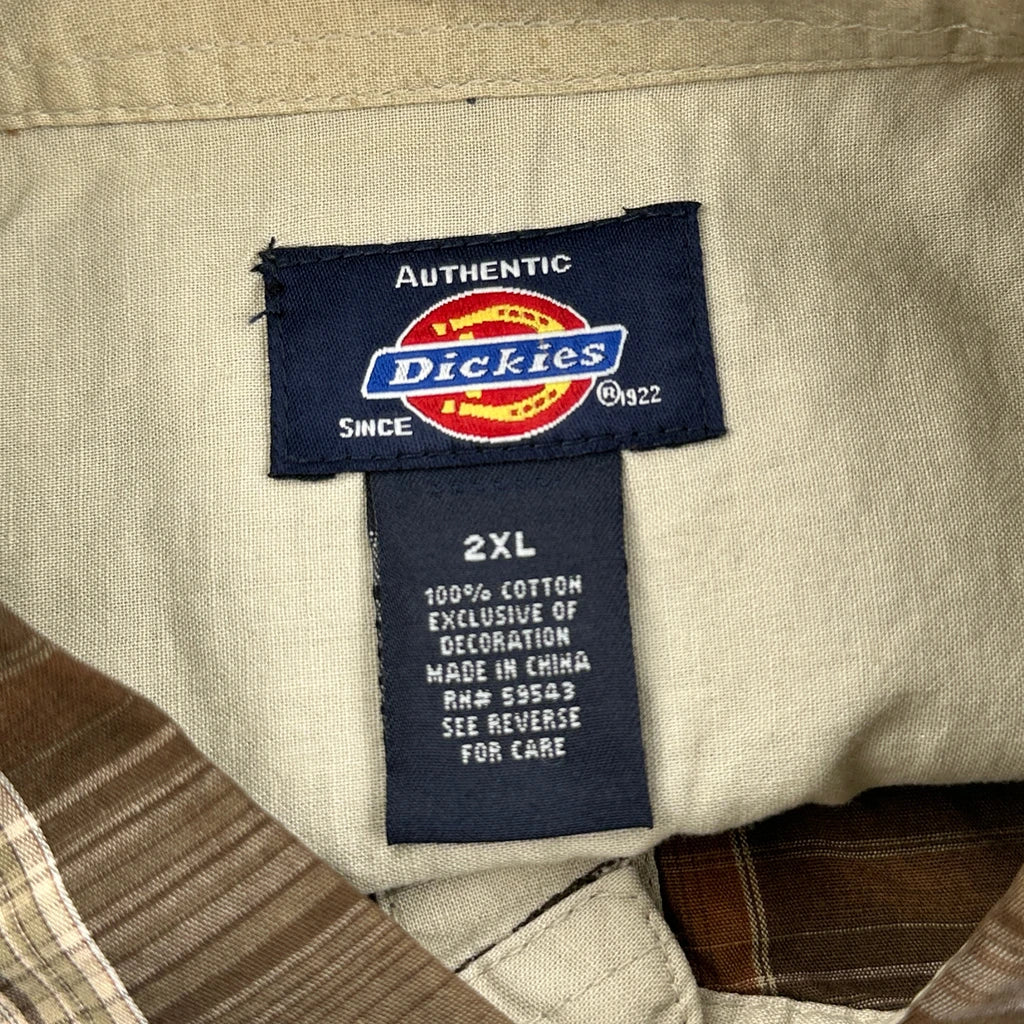 AUTHENTIC
Dickies
SINCE ®1922
2XL
100% COTTON
EXCLUSIVE OF
DECORATION
MADE IN CHINA
RN# 59543
SEE REVERSE
FOR CARE